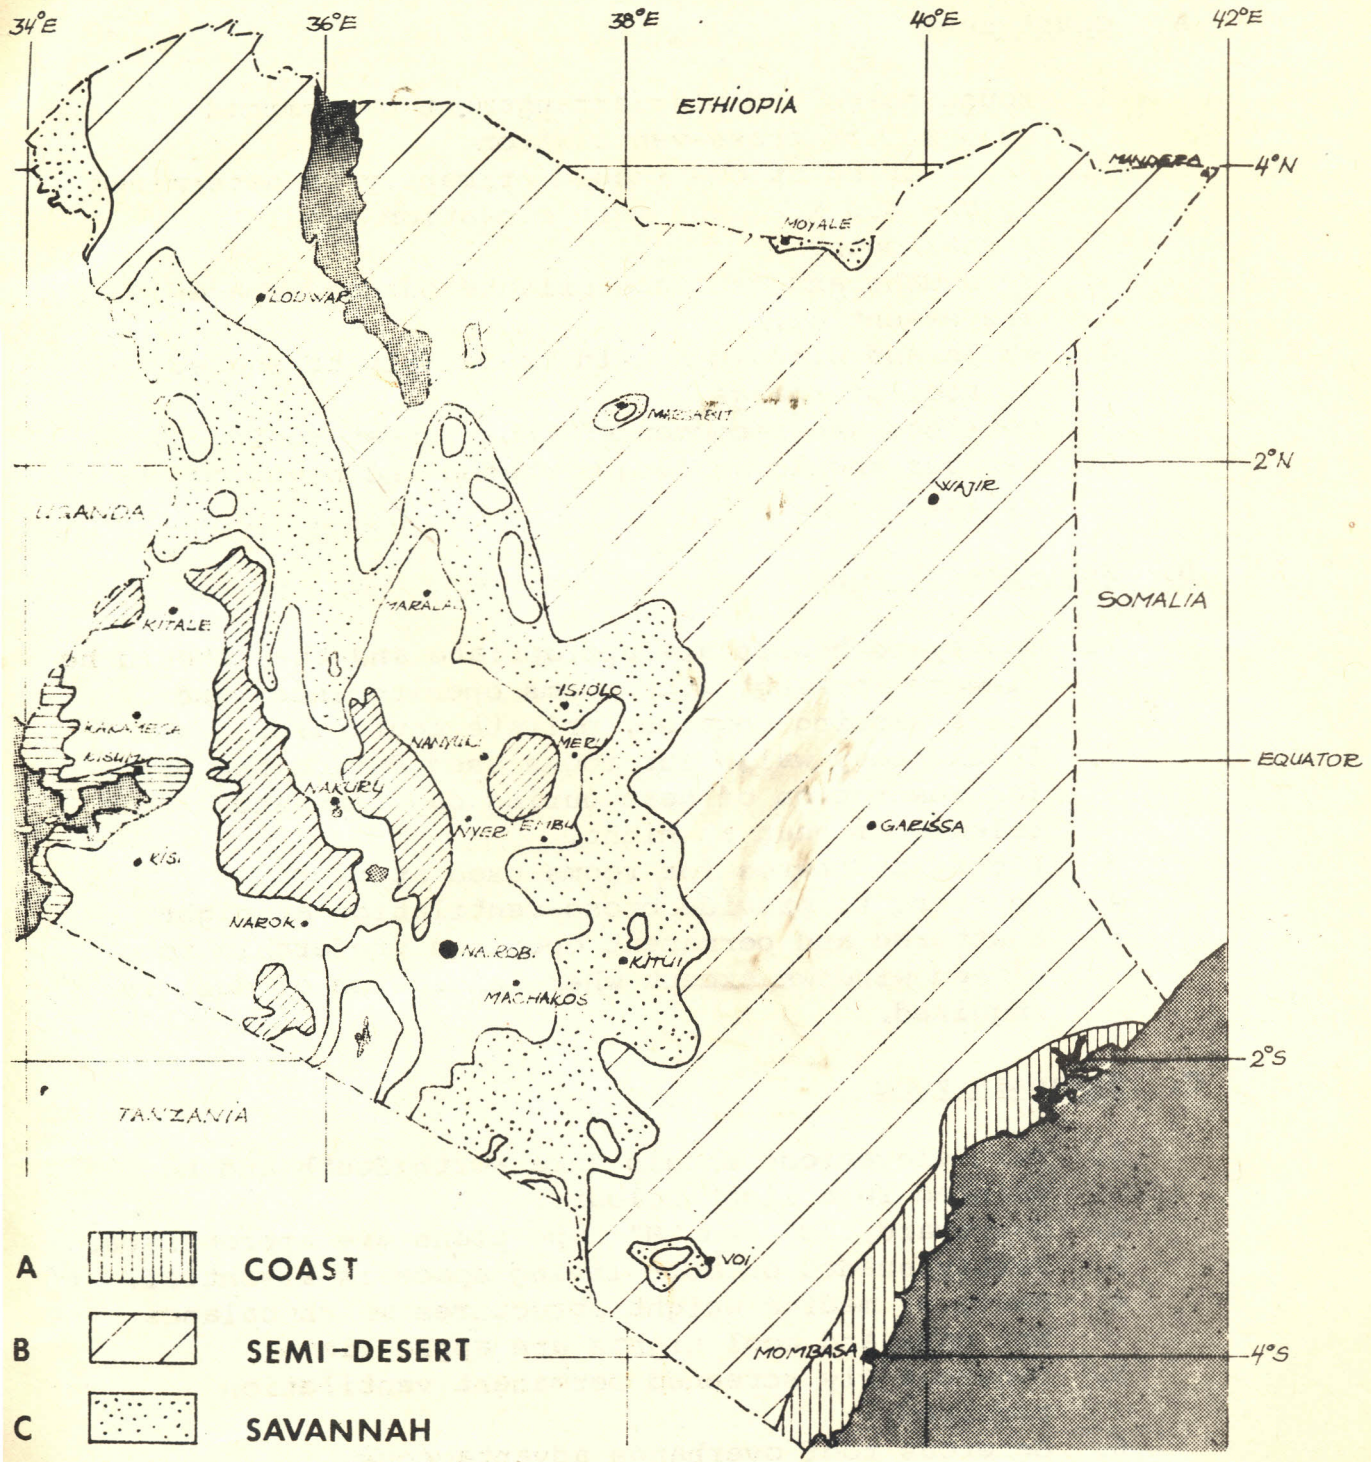 34°E 36°E 38°E 40°E 42°E
ETHIOPIA
MANDERA
4°N
MOYALE
LODWAR
MARSABIT
2°N
WAJIR
UGANDA
MARALAL
SOMALIA
KITALE
ISIOLO
KAKAMEGA
NANYUKI
MERU
KISUMU
EQUATOR
NAKURU
NYERI
EMBU
GARISSA
KISI
NAROK
NAIROBI
KITUI
MACHAKOS
2°S
TANZANIA
VOI
A COAST
B SEMI-DESERT
MOMBASA
4°S
C SAVANNAH